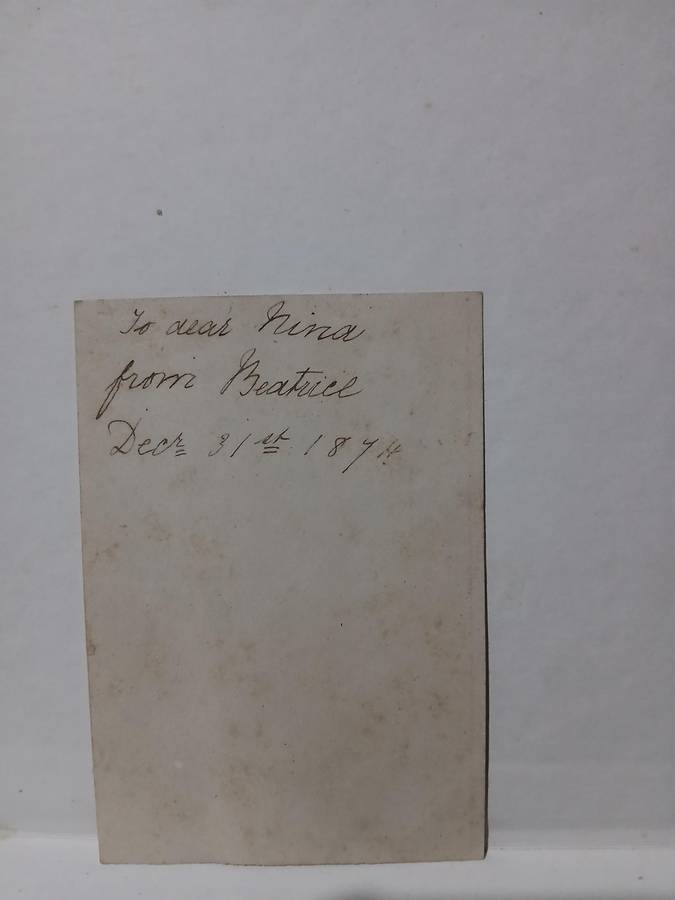 To dear Nina
from Beatrice
Decr 31st 1874